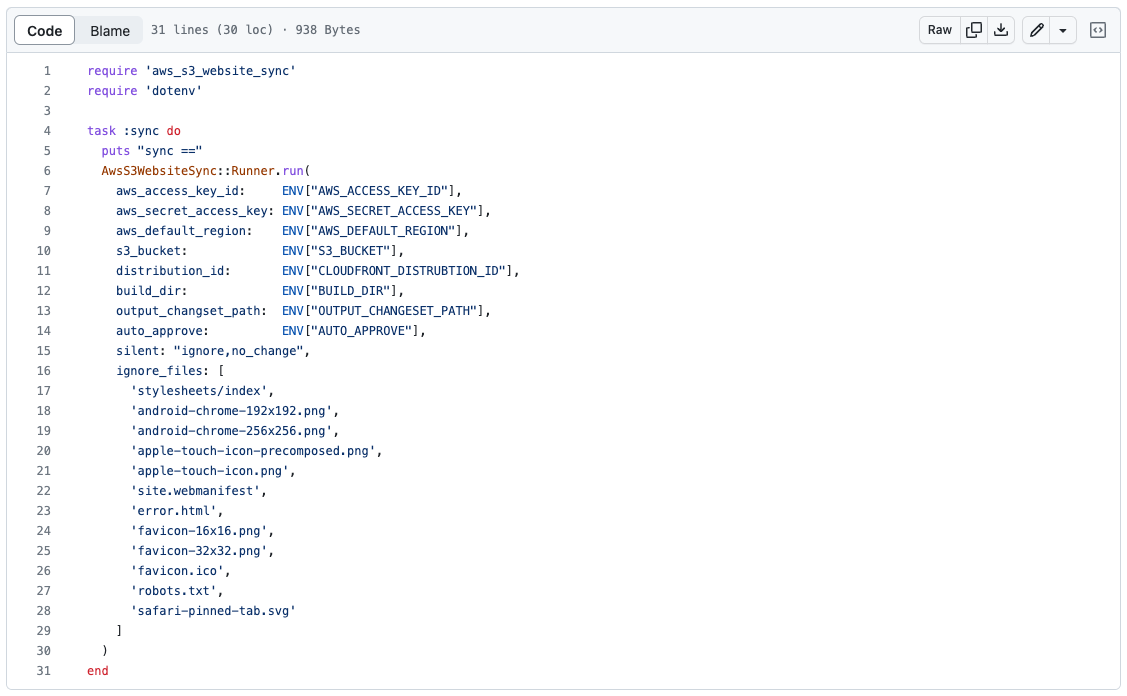 Code Blame 31 lines (30 loc) · 938 Bytes Raw
1 require 'aws_s3_website_sync'
2 require 'dotenv'
3
4 task :sync do
5   puts "sync =="
6   AwsS3WebsiteSync::Runner.run(
7     aws_access_key_id:     ENV["AWS_ACCESS_KEY_ID"],
8     aws_secret_access_key: ENV["AWS_SECRET_ACCESS_KEY"],
9     aws_default_region:    ENV["AWS_DEFAULT_REGION"],
10     s3_bucket:             ENV["S3_BUCKET"],
11     distribution_id:       ENV["CLOUDFRONT_DISTRUBTION_ID"],
12     build_dir:             ENV["BUILD_DIR"],
13     output_changset_path:  ENV["OUTPUT_CHANGESET_PATH"],
14     auto_approve:          ENV["AUTO_APPROVE"],
15     silent: "ignore,no_change",
16     ignore_files: [
17       'stylesheets/index',
18       'android-chrome-192x192.png',
19       'android-chrome-256x256.png',
20       'apple-touch-icon-precomposed.png',
21       'apple-touch-icon.png',
22       'site.webmanifest',
23       'error.html',
24       'favicon-16x16.png',
25       'favicon-32x32.png',
26       'favicon.ico',
27       'robots.txt',
28       'safari-pinned-tab.svg'
29     ]
30   )
31 end